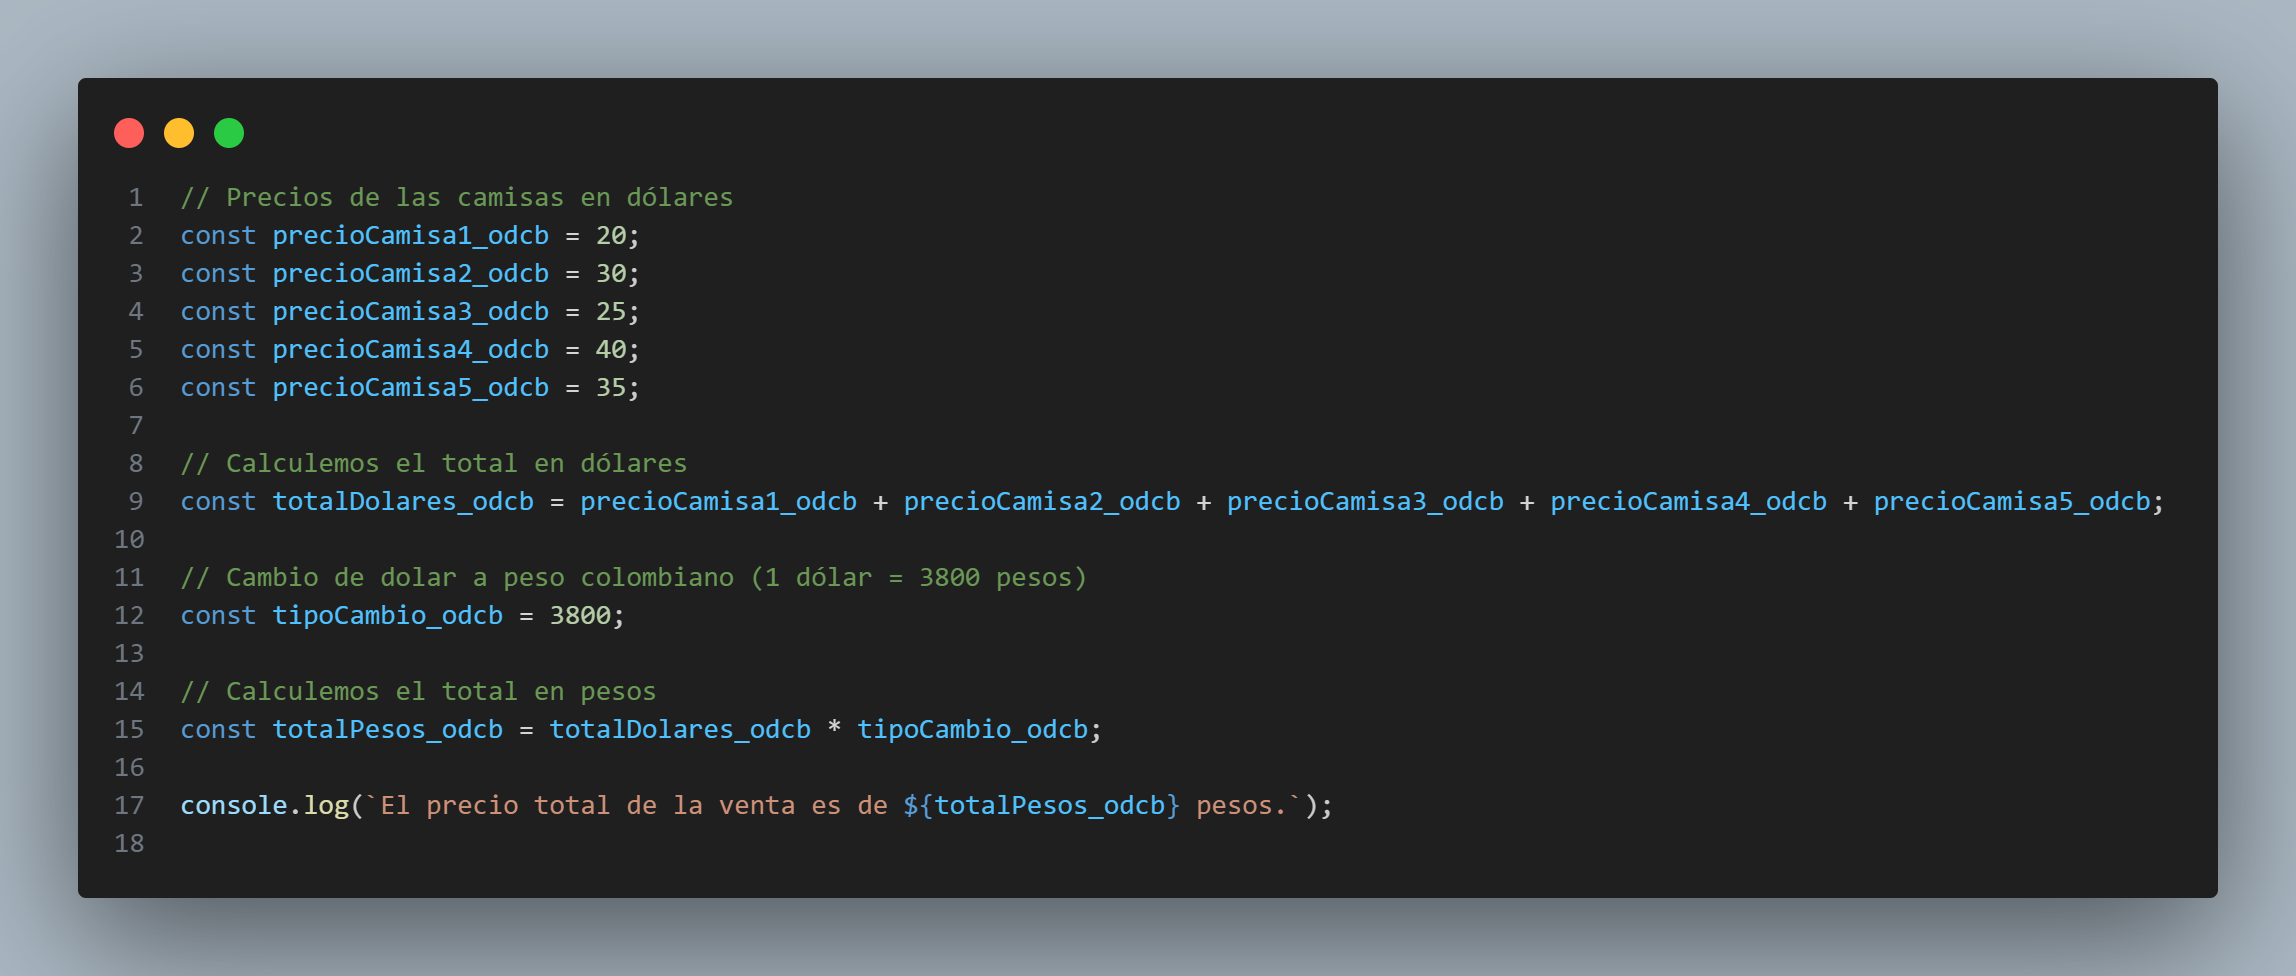 1 // Precios de las camisas en dólares
2 const precioCamisa1_odcb = 20;
3 const precioCamisa2_odcb = 30;
4 const precioCamisa3_odcb = 25;
5 const precioCamisa4_odcb = 40;
6 const precioCamisa5_odcb = 35;
7
8 // Calculemos el total en dólares
9 const totalDolares_odcb = precioCamisa1_odcb + precioCamisa2_odcb + precioCamisa3_odcb + precioCamisa4_odcb + precioCamisa5_odcb;
10
11 // Cambio de dolar a peso colombiano (1 dólar = 3800 pesos)
12 const tipoCambio_odcb = 3800;
13
14 // Calculemos el total en pesos
15 const totalPesos_odcb = totalDolares_odcb * tipoCambio_odcb;
16
17 console.log(`El precio total de la venta es de ${totalPesos_odcb} pesos.`);
18